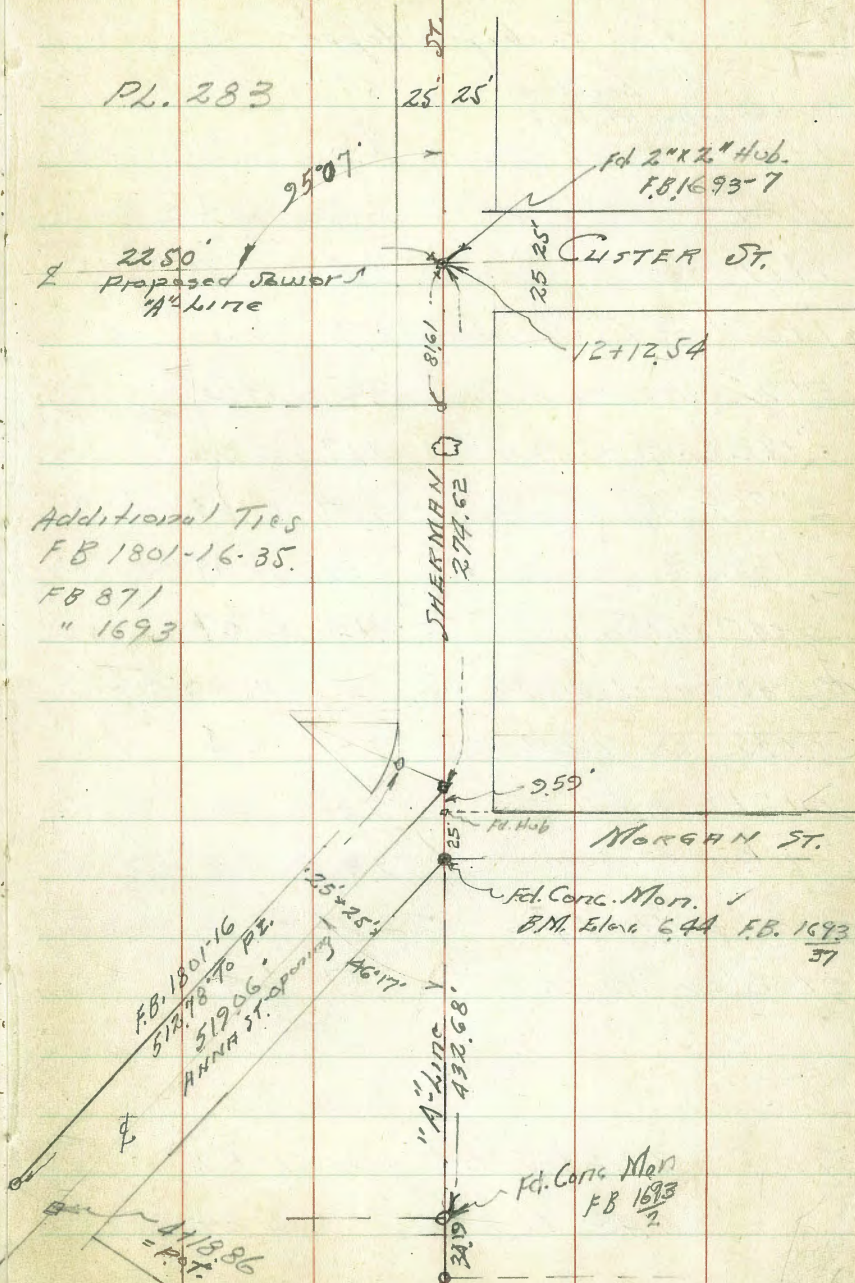 ST.
PL. 283
25' 25'
95°07'
Fd 2"x2" Hub.
F.B. 1693-7
22 50'
Proposed Sewer
"A" Line
25' 25'
CUSTER ST.
12+12.54
81.61
SHERMAN
274.62
Additional Ties
FB 1801-16-35.
FB 871
" 1693
9.59'
Fd. Hub
25'
MORGAN ST.
Fd. Conc. Mon. ✓
B.M. Elev. 6.44 F.B. 1693
37
25' 25'
46°17'
F.B. 1801-16
512.78' To P.I.
519.06'
ANNA ST. opening
"A" Line
432.68'
Fd. Conc Mon
FB 1693
2
34.19
= P.O.T.